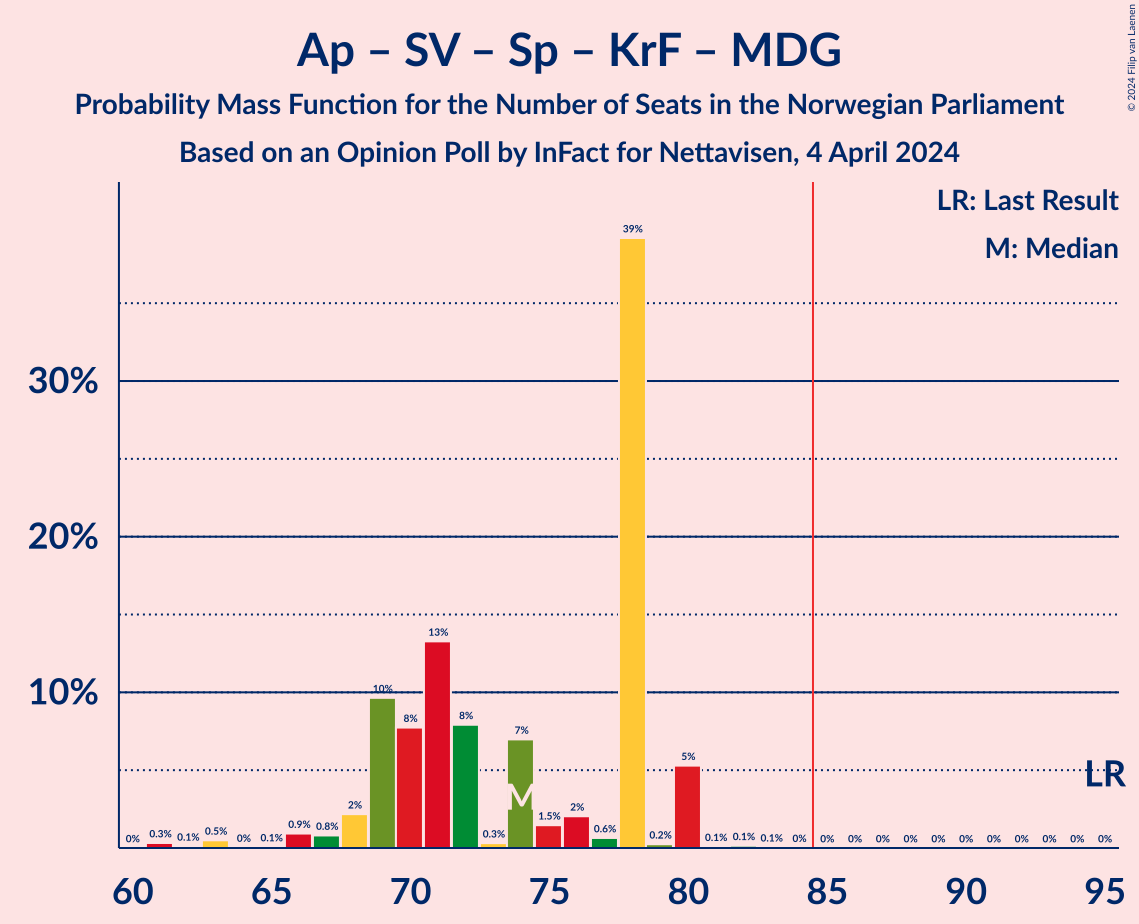 Ap – SV – Sp – KrF – MDG
Probability Mass Function for the Number of Seats in the Norwegian Parliament
Based on an Opinion Poll by InFact for Nettavisen, 4 April 2024
© 2024 Filip van Laenen
LR: Last Result
M: Median
39%
30%
20%
13%
10%
10%
8%
8%
7%
5%
LR
M
2%
0% 0.3% 0.1% 0.5% 0% 0.1% 0.9% 0.8% 0.3% 1.5% 2% 0.6% 0.2% 0.1% 0.1% 0.1% 0% 0% 0% 0% 0% 0% 0% 0% 0% 0% 0% 0%
60 65 70 75 80 85 90 95